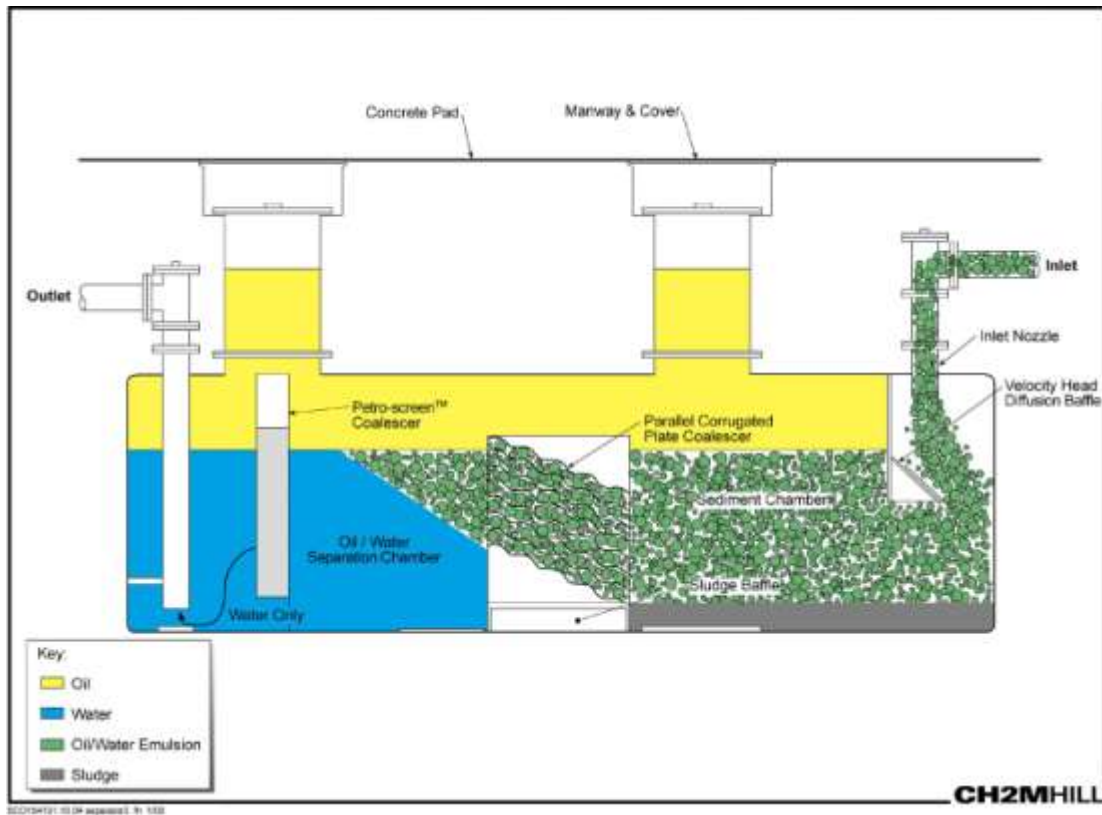 Concrete Pad
Manway & Cover
Outlet
Inlet
Inlet Nozzle
Velocity Head
Diffusion Baffle
Petro-screen™
Coalescer
Parallel Corrugated
Plate Coalescer
Sediment Chamber
Oil / Water
Separation Chamber
Sludge Baffle
Water Only
Key:
Oil
Water
Oil/Water Emulsion
Sludge
CH2MHILL